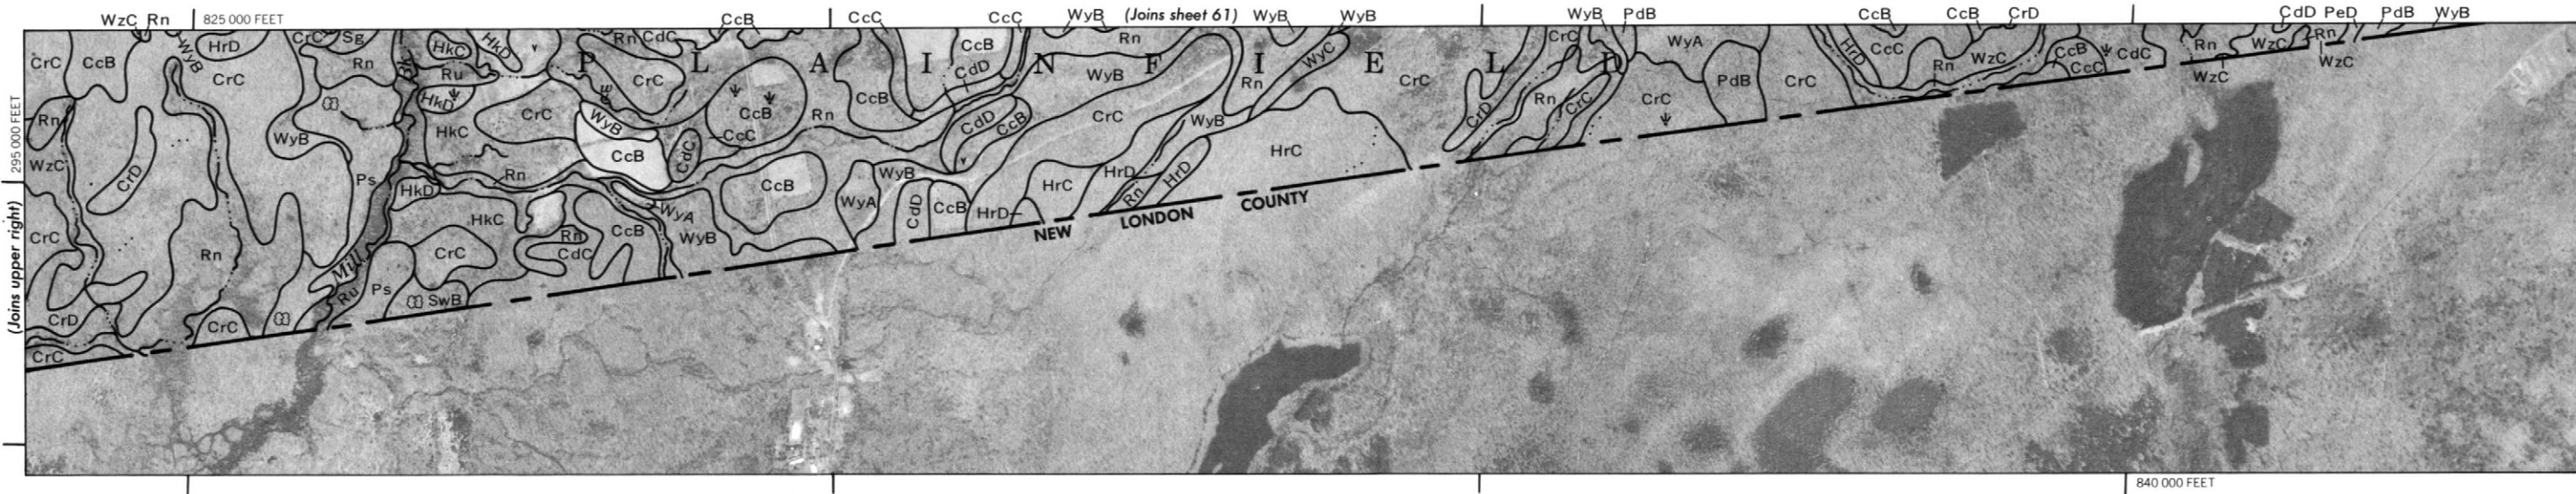 WzC Rn 825 000 FEET CcB CcC CcC WyB (Joins sheet 61) WyB WyB WyB PdB CcB CcB CrD CdD PeD PdB WyB
CrC CcB WyB HrD CrC Sg HkC HkD Rn CdC CcB Rn CrC WyA CcC CcB CdC Rn WzC Rn
P L A I N F I E L D
CrC Rn Bk Ru CrC CdD WyB Rn WyC CrC PdB CrC HrD Rn WzC CcC WzC WzC
HkD CrC WyB CcB CcB Rn CrC CdD CcB WyB CrD Rn CrC CrC
Rn WyB HkC CcB CdC CcC
295 000 FEET
WzC CrD Ps HkD Rn CcB WyB HrC HrD HrD HrC
WyA CdD CcB HrD Rn
HkC WyA WyB
NEW LONDON COUNTY
CrC Rn CrC Rn CdC CcB
(Joins upper right)
Mill
Ru Ps SwB
CrD CrC
CrC
840 000 FEET